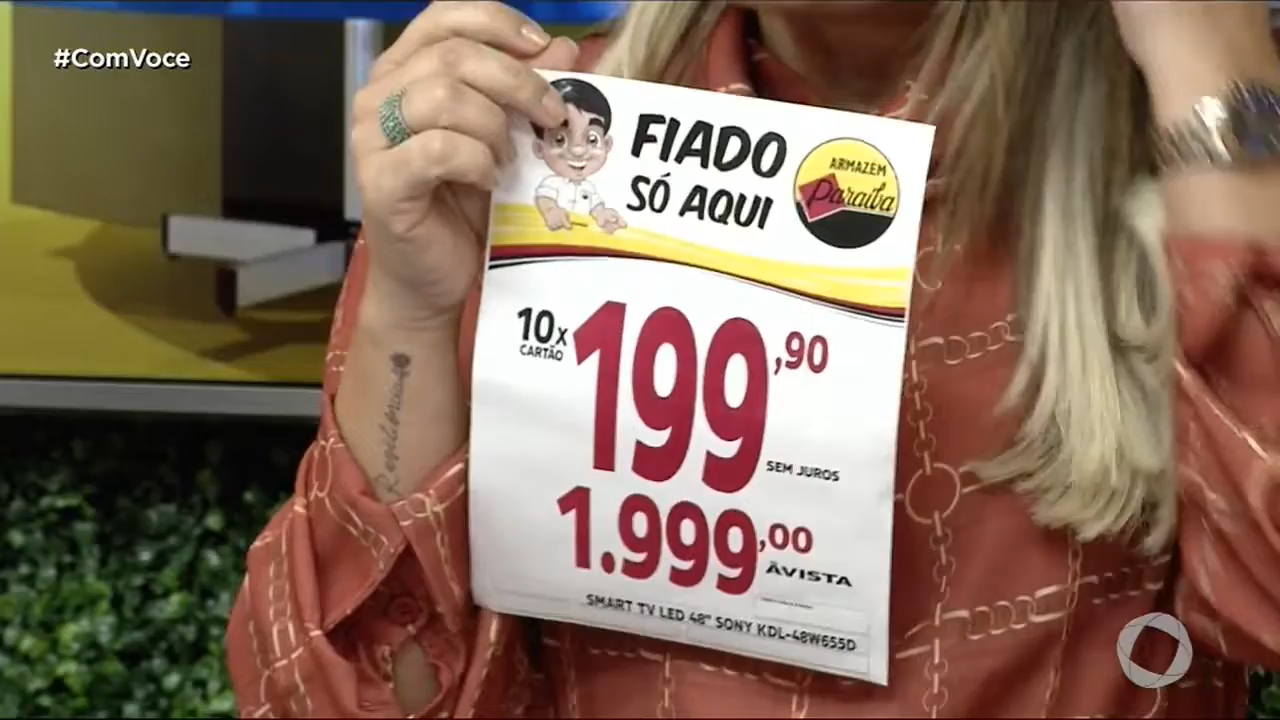 #ComVoce
FIADO
SÓ AQUI
ARMAZEM
Paraíba
10x
CARTÃO
199,90
SEM JUROS
1.999,00
ÀVISTA
SMART TV LED 48" SONY KDL-48W655D